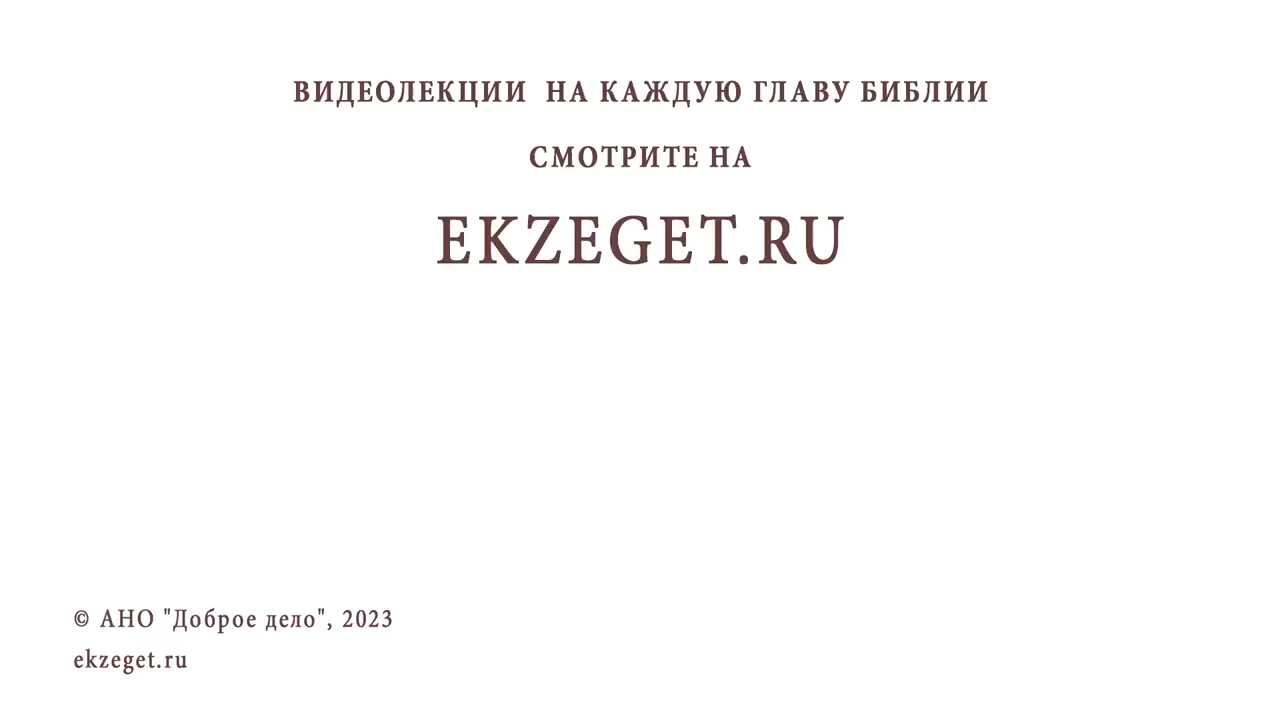 ВИДЕОЛЕКЦИИ НА КАЖДУЮ ГЛАВУ БИБЛИИ
СМОТРИТЕ НА
EKZEGET.RU
© АНО "Доброе дело", 2023
ekzeget.ru